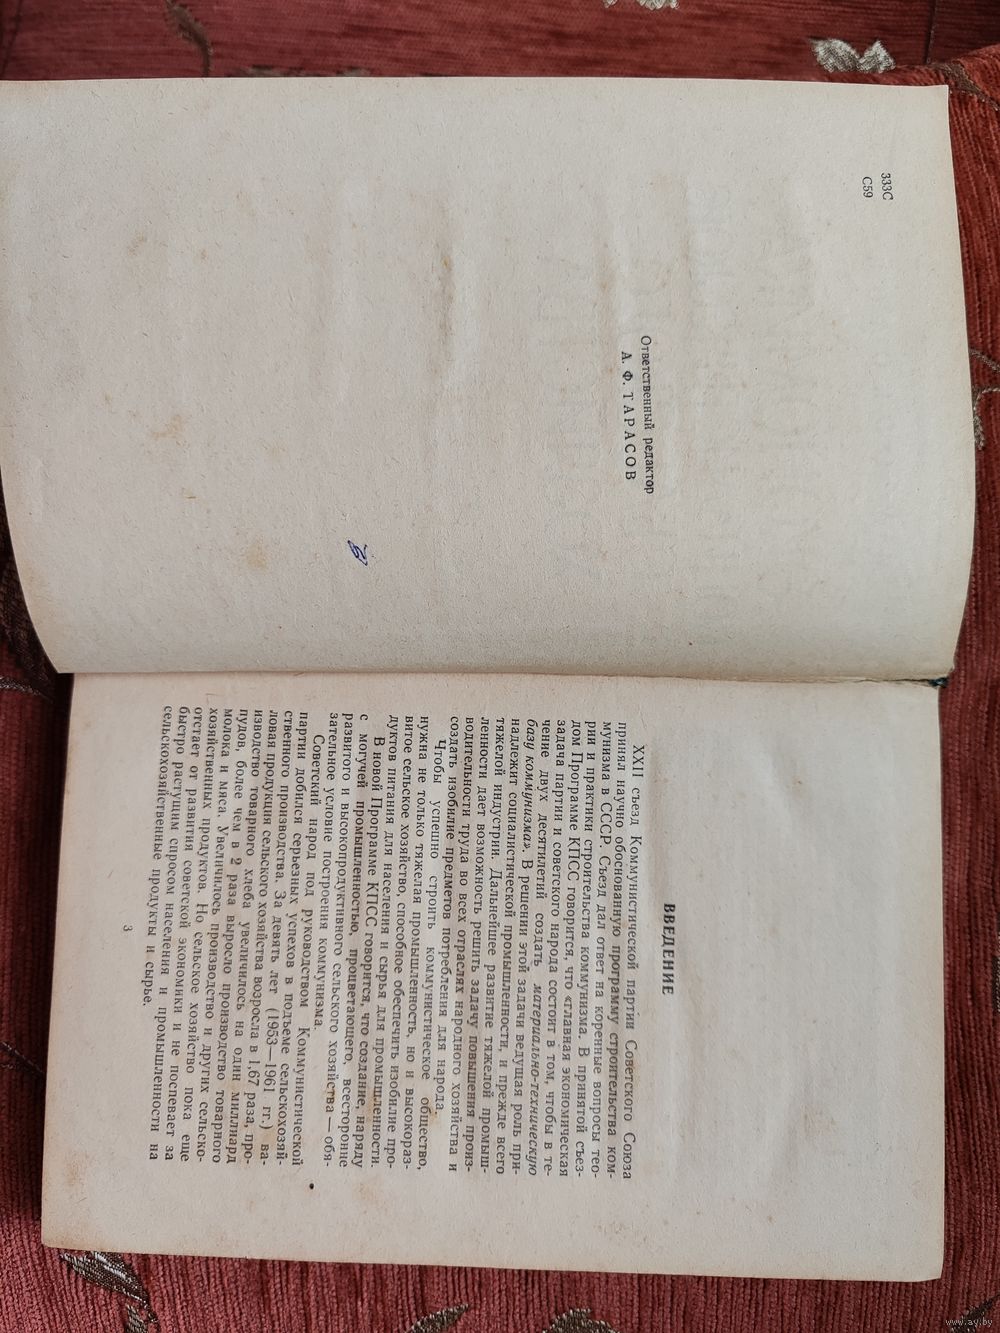 333С
С59
Ответственный редактор
А. Ф. ТАРАСОВ
ВВЕДЕНИЕ
XXII съезд Коммунистической партии Советского Союза
принял научно обоснованную программу строительства ком-
мунизма в СССР. Съезд дал ответ на коренные вопросы тео-
рии и практики строительства коммунизма. В принятой съез-
дом Программе КПСС говорится, что «главная экономическая
задача партии и советского народа состоит в том, чтобы в те-
чение двух десятилетий создать материально-техническую
базу коммунизма». В решении этой задачи ведущая роль при-
надлежит социалистической промышленности, и прежде всего
тяжелой индустрии. Дальнейшее развитие тяжелой промыш-
ленности дает возможность решить задачу повышения произ-
водительности труда во всех отраслях народного хозяйства и
создать изобилие предметов потребления для народа.
Чтобы успешно строить коммунистическое общество,
нужна не только тяжелая промышленность, но и высокораз-
витое сельское хозяйство, способное обеспечить изобилие про-
дуктов питания для населения и сырья для промышленности.
В новой Программе КПСС говорится, что создание, наряду
с могучей промышленностью, процветающего, всесторонне
развитого и высокопродуктивного сельского хозяйства — обя-
зательное условие построения коммунизма.
Советский народ под руководством Коммунистической
партии добился серьезных успехов в подъеме сельскохозяй-
ственного производства. За девять лет (1953—1961 гг.) ва-
ловая продукция сельского хозяйства возросла в 1,67 раза, про-
изводство товарного хлеба увеличилось на один миллиард
пудов, более чем в 2 раза выросло производство товарного
молока и мяса. Увеличилось производство и других сельско-
хозяйственных продуктов. Но сельское хозяйство пока еще
отстает от развития советской экономики и не поспевает за
быстро растущим спросом населения и промышленности на
сельскохозяйственные продукты и сырье.
3
www.ay.by